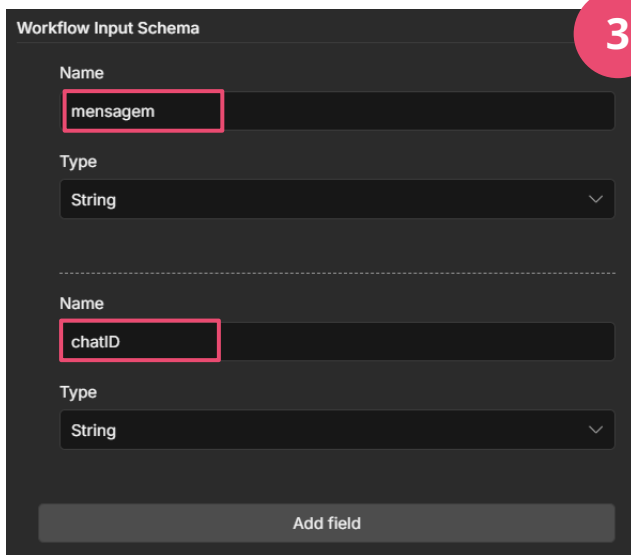 Workflow Input Schema
3
Name
mensagem
Type
String
Name
chatID
Type
String
Add field